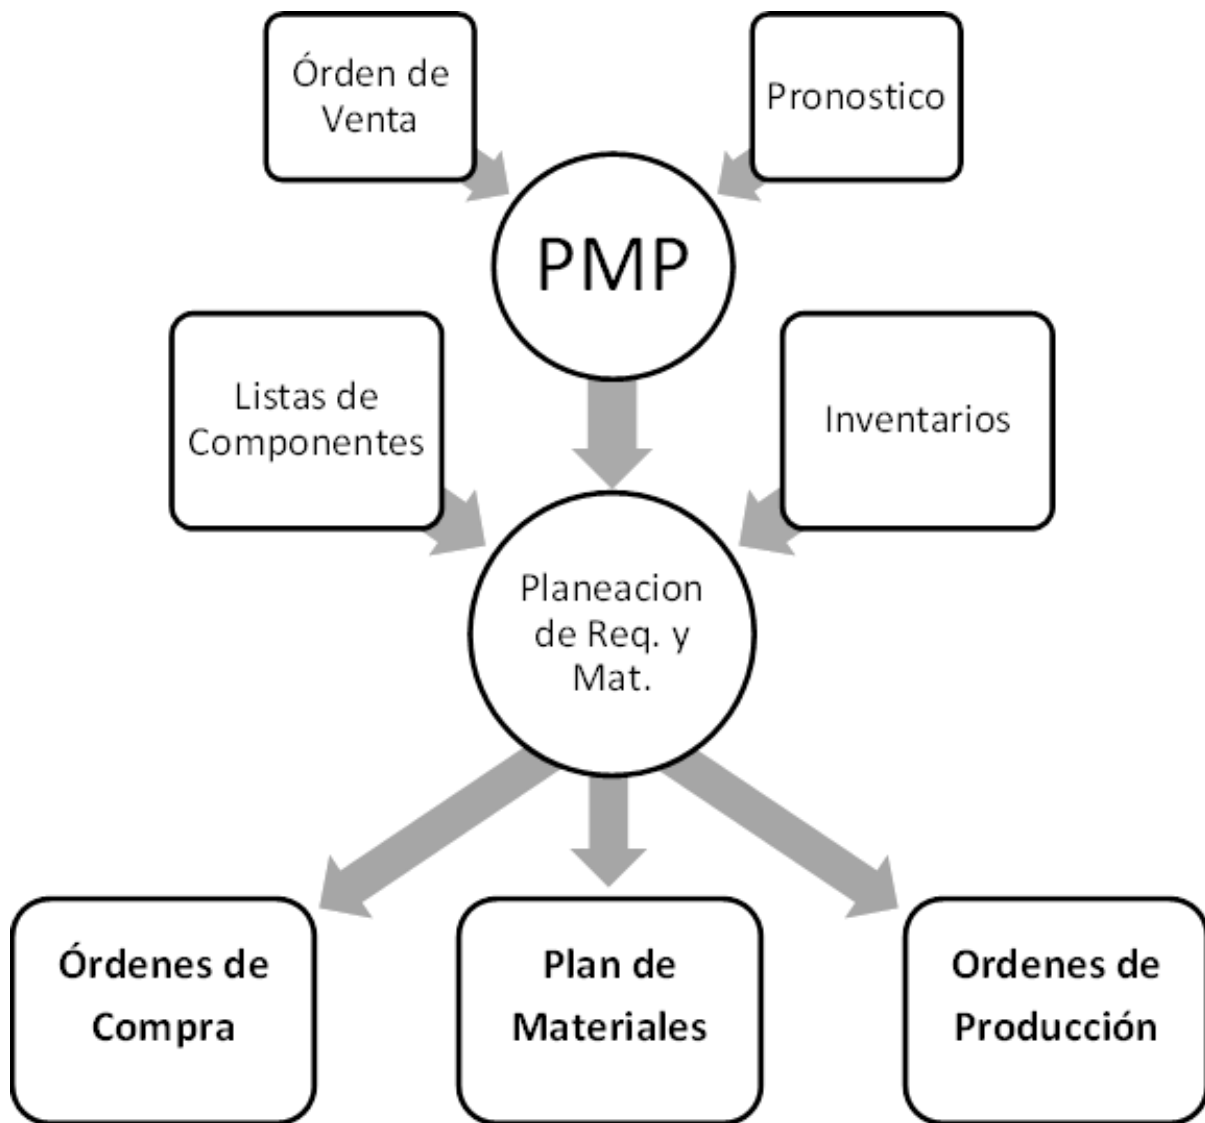 Órden de
Venta
Pronostico
PMP
Listas de
Componentes
Inventarios
Planeacion
de Req. y
Mat.
Órdenes de
Compra
Plan de
Materiales
Ordenes de
Producción